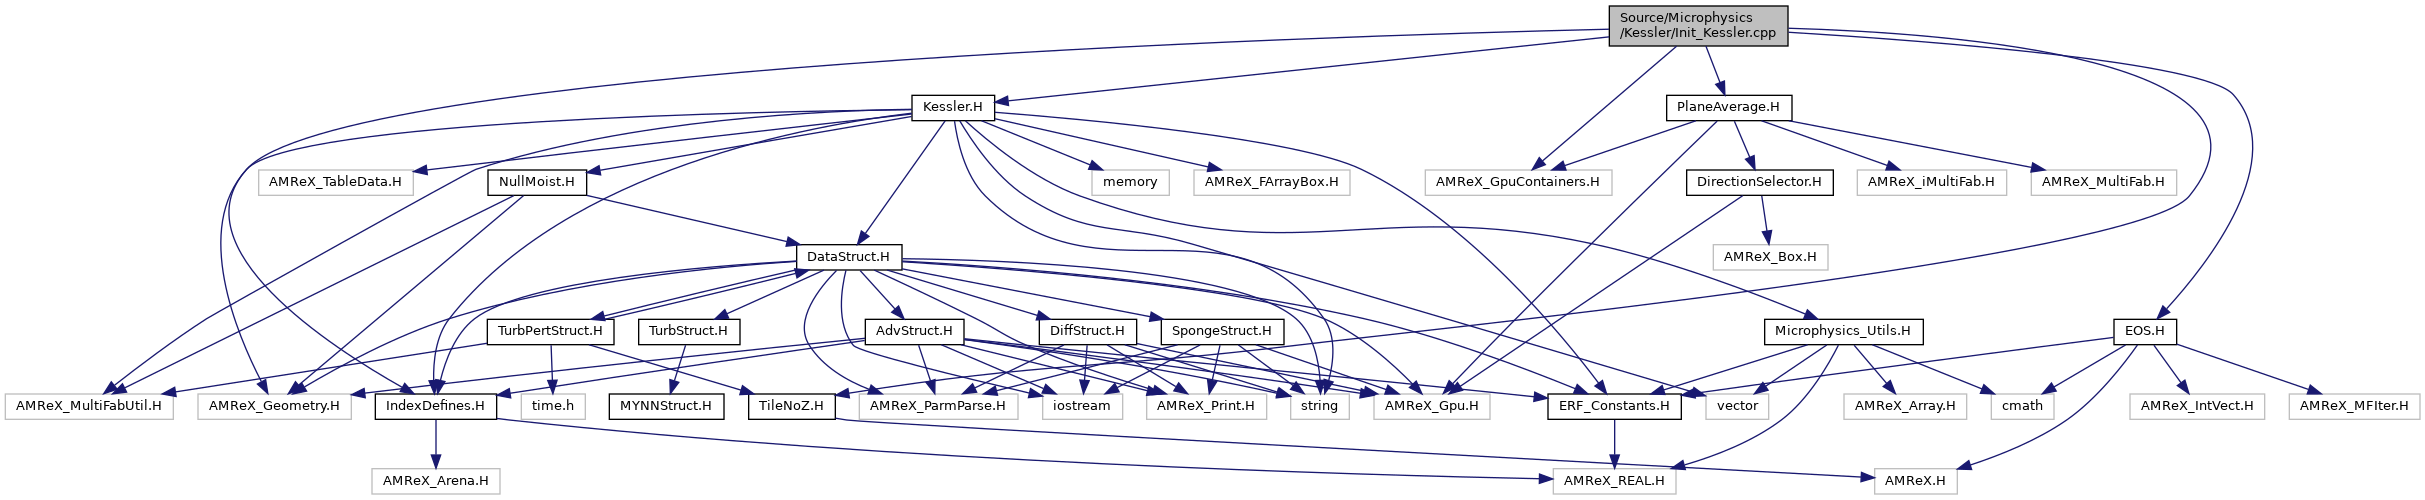 Source/Microphysics
/Kessler/Init_Kessler.cpp
Kessler.H
PlaneAverage.H
AMReX_TableData.H
NullMoist.H
memory
AMReX_FArrayBox.H
AMReX_GpuContainers.H
DirectionSelector.H
AMReX_iMultiFab.H
AMReX_MultiFab.H
DataStruct.H
AMReX_Box.H
TurbPertStruct.H
TurbStruct.H
AdvStruct.H
DiffStruct.H
SpongeStruct.H
Microphysics_Utils.H
EOS.H
AMReX_MultiFabUtil.H
AMReX_Geometry.H
IndexDefines.H
time.h
MYNNStruct.H
TileNoZ.H
AMReX_ParmParse.H
iostream
AMReX_Print.H
string
AMReX_Gpu.H
ERF_Constants.H
vector
AMReX_Array.H
cmath
AMReX_IntVect.H
AMReX_MFIter.H
AMReX_Arena.H
AMReX_REAL.H
AMReX.H